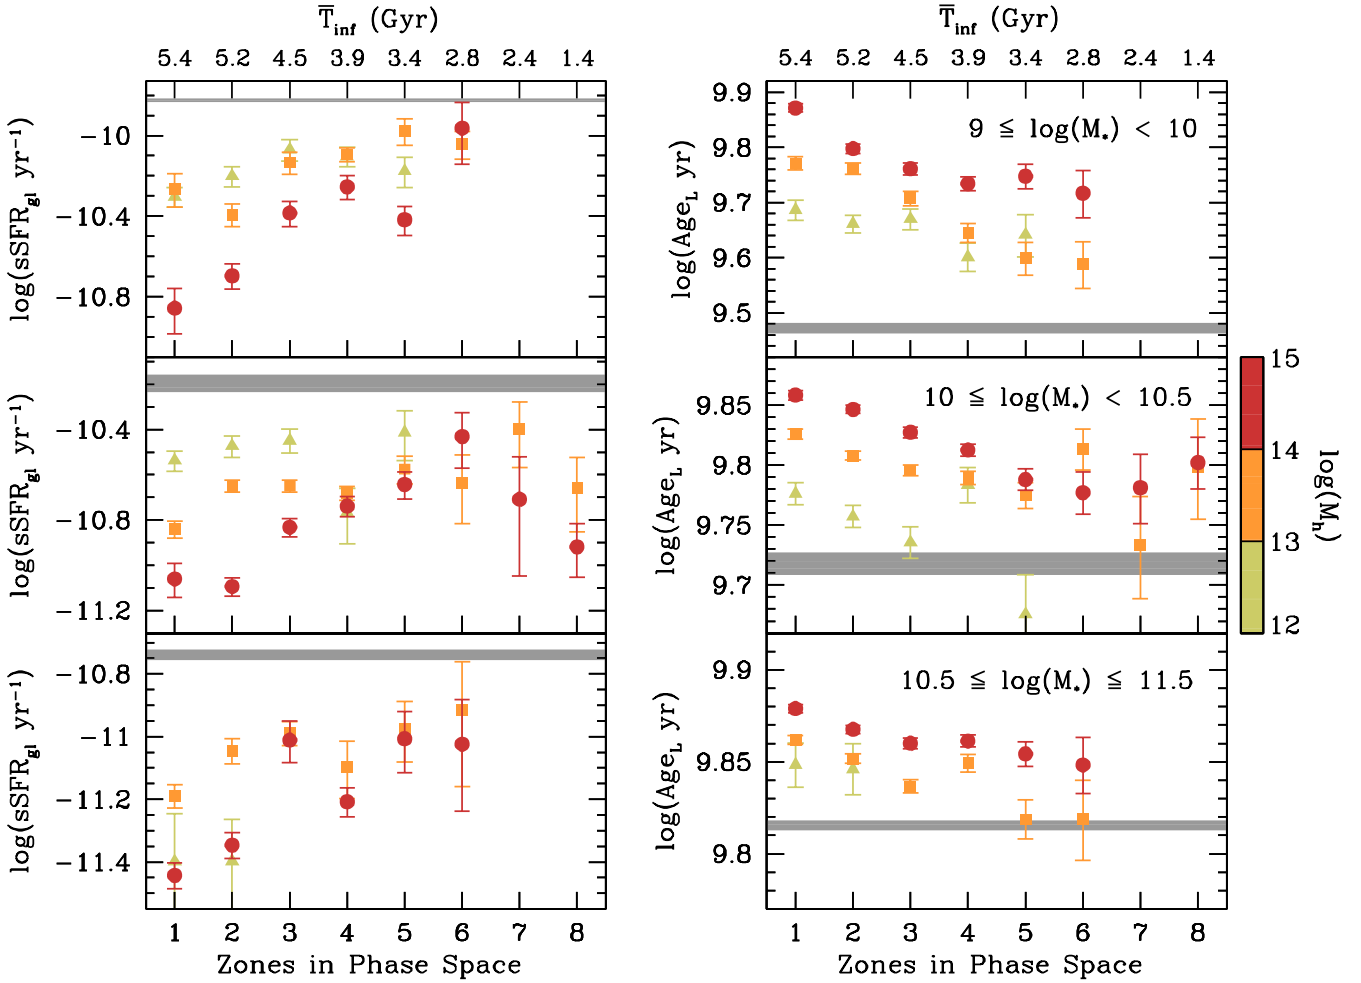 T̅inf (Gyr)
5.4 5.2 4.5 3.9 3.4 2.8 2.4 1.4
log(sSFRgl yr−1)
−10
−10.4
−10.8
log(sSFRgl yr−1)
−10.4
−10.8
−11.2
log(sSFRgl yr−1)
−10.8
−11
−11.2
−11.4
1 2 3 4 5 6 7 8
Zones in Phase Space
T̅inf (Gyr)
5.4 5.2 4.5 3.9 3.4 2.8 2.4 1.4
log(AgeL yr)
9.9
9.8
9.7
9.6
9.5
9 ≦ log(M*) < 10
log(AgeL yr)
9.85
9.8
9.75
9.7
10 ≦ log(M*) < 10.5
log(AgeL yr)
9.9
9.85
9.8
10.5 ≦ log(M*) ≦ 11.5
1 2 3 4 5 6 7 8
Zones in Phase Space
15
14
13
12
log(Mh)